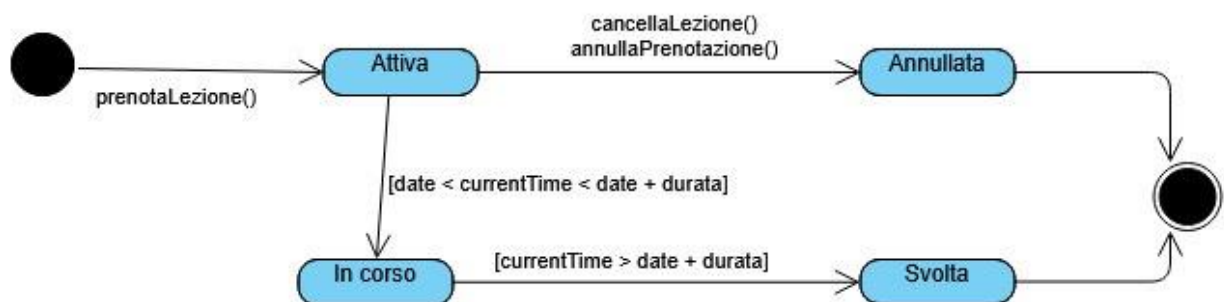 cancellaLezione()
annullaPrenotazione()
Attiva
Annullata
prenotaLezione()
[date < currentTime < date + durata]
In corso
[currentTime > date + durata]
Svolta